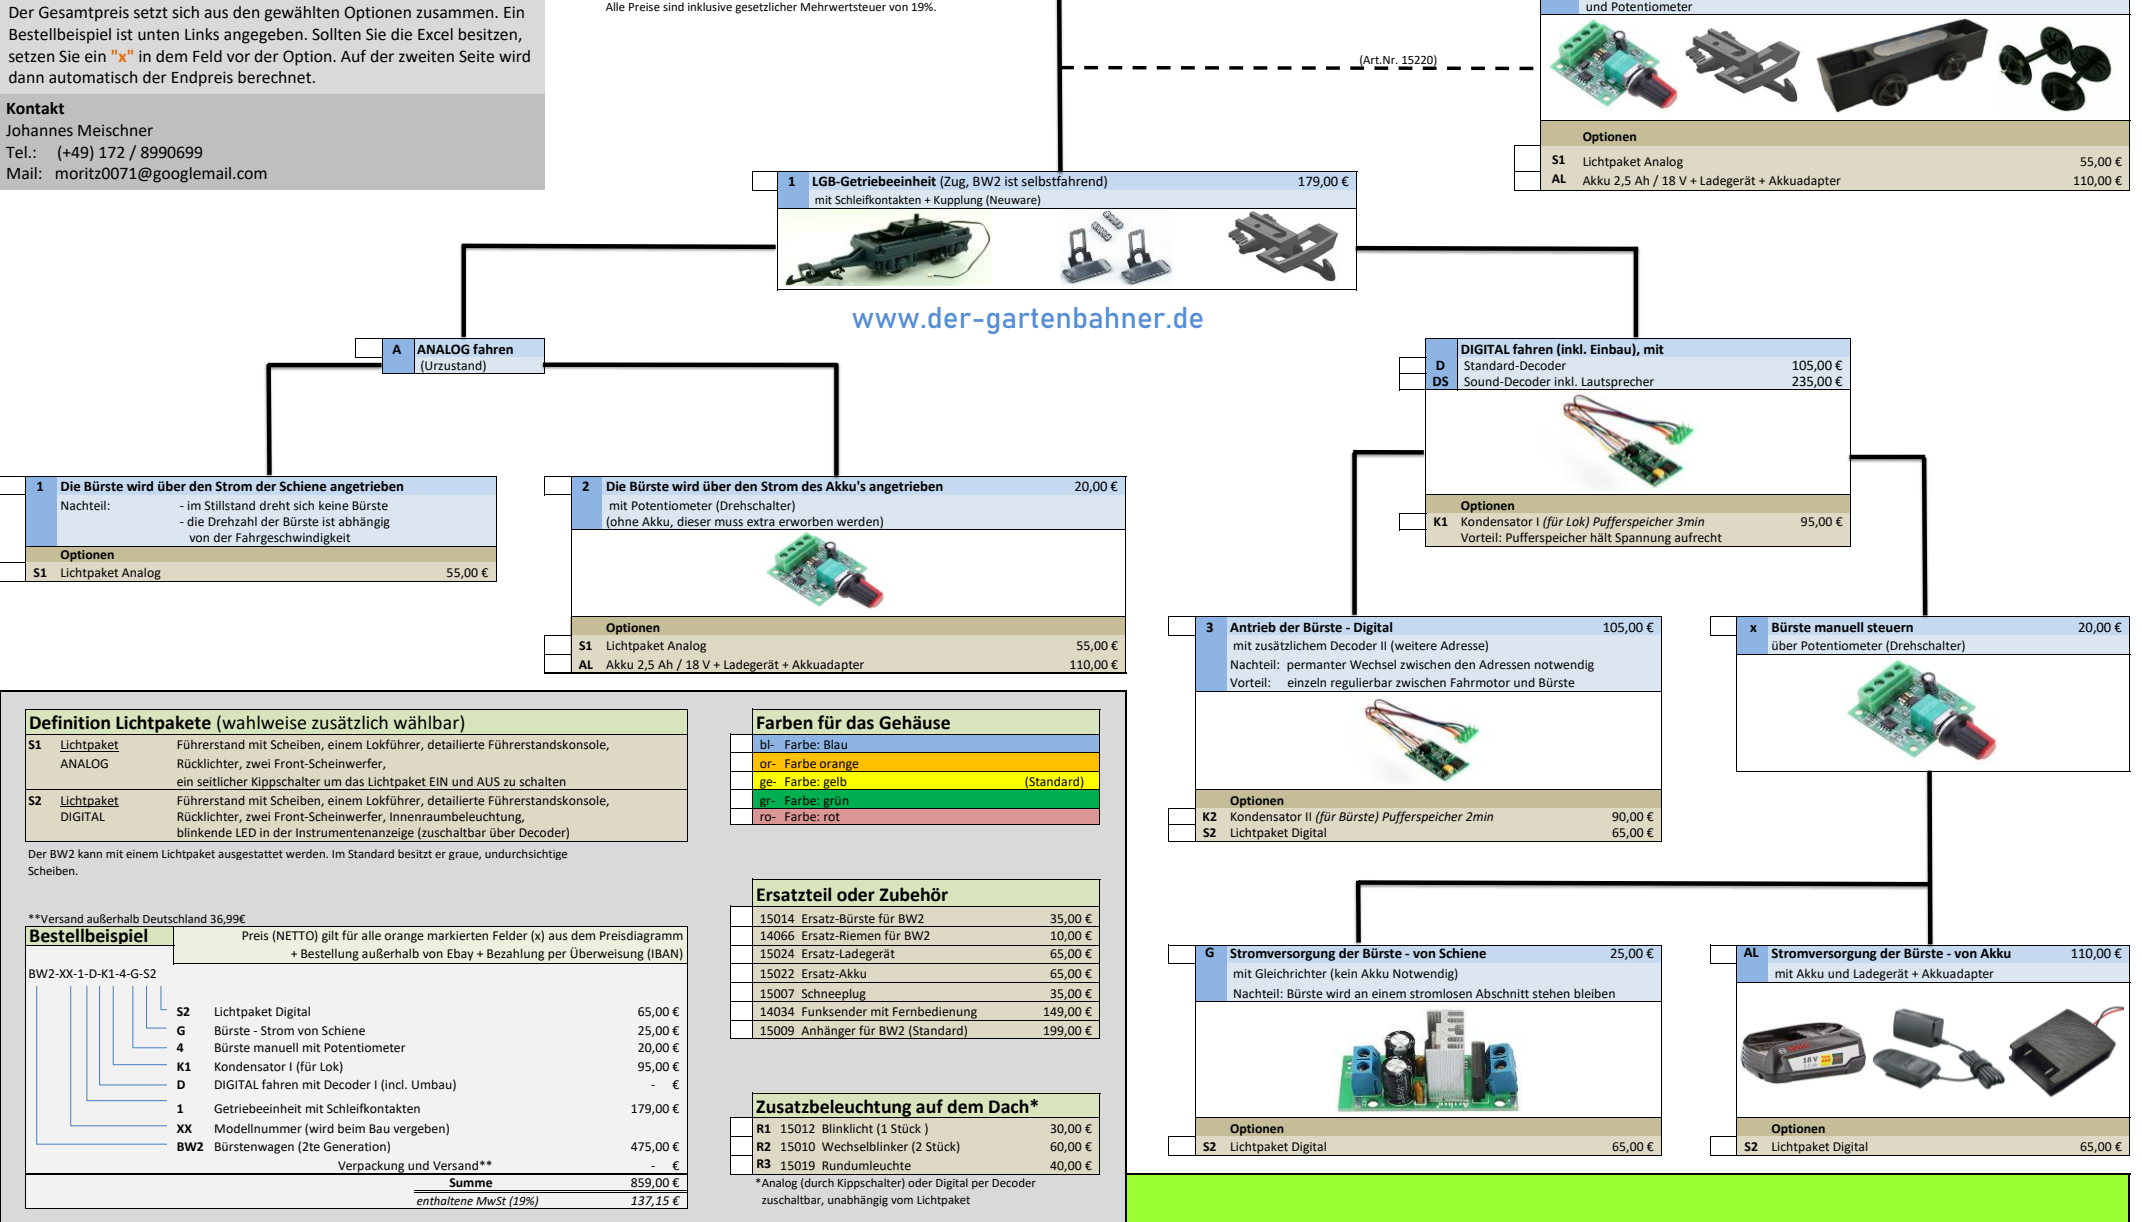 Der Gesamtpreis setzt sich aus den gewählten Optionen zusammen. Ein
Bestellbeispiel ist unten Links angegeben. Sollten Sie die Excel besitzen,
setzen Sie ein "x" in dem Feld vor der Option. Auf der zweiten Seite wird
dann automatisch der Endpreis berechnet.
Kontakt
Johannes Meischner
Tel.: (+49) 172 / 8990699
Mail: moritz0071@googlemail.com
Alle Preise sind inklusive gesetzlicher Mehrwertsteuer von 19%.
(Art.Nr. 15220)
und Potentiometer
Optionen
S1 Lichtpaket Analog 55,00 €
AL Akku 2,5 Ah / 18 V + Ladegerät + Akkuadapter 110,00 €
1 LGB-Getriebeeinheit (Zug, BW2 ist selbstfahrend) 179,00 €
mit Schleifkontakten + Kupplung (Neuware)
www.der-gartenbahner.de
A ANALOG fahren
(Urzustand)
DIGITAL fahren (inkl. Einbau), mit
D Standard-Decoder 105,00 €
DS Sound-Decoder inkl. Lautsprecher 235,00 €
Optionen
K1 Kondensator I (für Lok) Pufferspeicher 3min 95,00 €
Vorteil: Pufferspeicher hält Spannung aufrecht
1 Die Bürste wird über den Strom der Schiene angetrieben
Nachteil: - im Stillstand dreht sich keine Bürste
- die Drehzahl der Bürste ist abhängig
von der Fahrgeschwindigkeit
Optionen
S1 Lichtpaket Analog 55,00 €
2 Die Bürste wird über den Strom des Akku's angetrieben 20,00 €
mit Potentiometer (Drehschalter)
(ohne Akku, dieser muss extra erworben werden)
Optionen
S1 Lichtpaket Analog 55,00 €
AL Akku 2,5 Ah / 18 V + Ladegerät + Akkuadapter 110,00 €
3 Antrieb der Bürste - Digital 105,00 €
mit zusätzlichem Decoder II (weitere Adresse)
Nachteil: permanter Wechsel zwischen den Adressen notwendig
Vorteil: einzeln regulierbar zwischen Fahrmotor und Bürste
Optionen
K2 Kondensator II (für Bürste) Pufferspeicher 2min 90,00 €
S2 Lichtpaket Digital 65,00 €
x Bürste manuell steuern 20,00 €
über Potentiometer (Drehschalter)
Definition Lichtpakete (wahlweise zusätzlich wählbar)
S1 Lichtpaket Führerstand mit Scheiben, einem Lokführer, detailierte Führerstandskonsole,
ANALOG Rücklichter, zwei Front-Scheinwerfer,
ein seitlicher Kippschalter um das Lichtpaket EIN und AUS zu schalten
S2 Lichtpaket Führerstand mit Scheiben, einem Lokführer, detailierte Führerstandskonsole,
DIGITAL Rücklichter, zwei Front-Scheinwerfer, Innenraumbeleuchtung,
blinkende LED in der Instrumentenanzeige (zuschaltbar über Decoder)
Der BW2 kann mit einem Lichtpaket ausgestattet werden. Im Standard besitzt er graue, undurchsichtige
Scheiben.
Farben für das Gehäuse
bl- Farbe: Blau
or- Farbe orange
ge- Farbe: gelb (Standard)
gr- Farbe: grün
ro- Farbe: rot
Ersatzteil oder Zubehör
15014 Ersatz-Bürste für BW2 35,00 €
14066 Ersatz-Riemen für BW2 10,00 €
15024 Ersatz-Ladegerät 65,00 €
15022 Ersatz-Akku 65,00 €
15007 Schneeplug 35,00 €
14034 Funksender mit Fernbedienung 149,00 €
15009 Anhänger für BW2 (Standard) 199,00 €
Zusatzbeleuchtung auf dem Dach*
R1 15012 Blinklicht (1 Stück ) 30,00 €
R2 15010 Wechselblinker (2 Stück) 60,00 €
R3 15019 Rundumleuchte 40,00 €
*Analog (durch Kippschalter) oder Digital per Decoder
zuschaltbar, unabhängig vom Lichtpaket
**Versand außerhalb Deutschland 36,99€
Bestellbeispiel Preis (NETTO) gilt für alle orange markierten Felder (x) aus dem Preisdiagramm
+ Bestellung außerhalb von Ebay + Bezahlung per Überweisung (IBAN)
BW2-XX-1-D-K1-4-G-S2
S2 Lichtpaket Digital 65,00 €
G Bürste - Strom von Schiene 25,00 €
4 Bürste manuell mit Potentiometer 20,00 €
K1 Kondensator I (für Lok) 95,00 €
D DIGITAL fahren mit Decoder I (incl. Umbau) - €
1 Getriebeeinheit mit Schleifkontakten 179,00 €
XX Modellnummer (wird beim Bau vergeben)
BW2 Bürstenwagen (2te Generation) 475,00 €
Verpackung und Versand** - €
Summe 859,00 €
enthaltene MwSt (19%) 137,15 €
G Stromversorgung der Bürste - von Schiene 25,00 €
mit Gleichrichter (kein Akku Notwendig)
Nachteil: Bürste wird an einem stromlosen Abschnitt stehen bleiben
Optionen
S2 Lichtpaket Digital 65,00 €
AL Stromversorgung der Bürste - von Akku 110,00 €
mit Akku und Ladegerät + Akkuadapter
18 V
Optionen
S2 Lichtpaket Digital 65,00 €